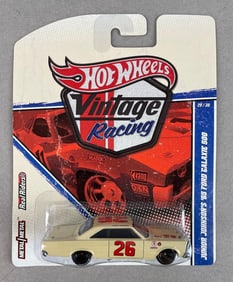 Hot Wheels
Vintage
Racing
JUNIOR JOHNSON'S '65 FORD GALAXIE 500
Real Riders
METAL/METAL
26